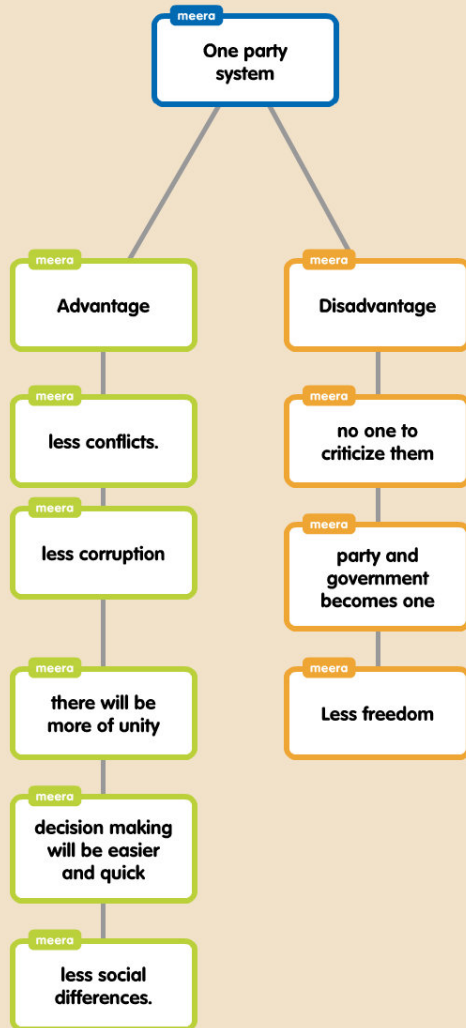 meera
One party
system
meera
Advantage
meera
less conflicts.
meera
less corruption
meera
there will be
more of unity
meera
decision making
will be easier
and quick
meera
less social
differences.
meera
Disadvantage
meera
no one to
criticize them
meera
party and
government
becomes one
meera
Less freedom